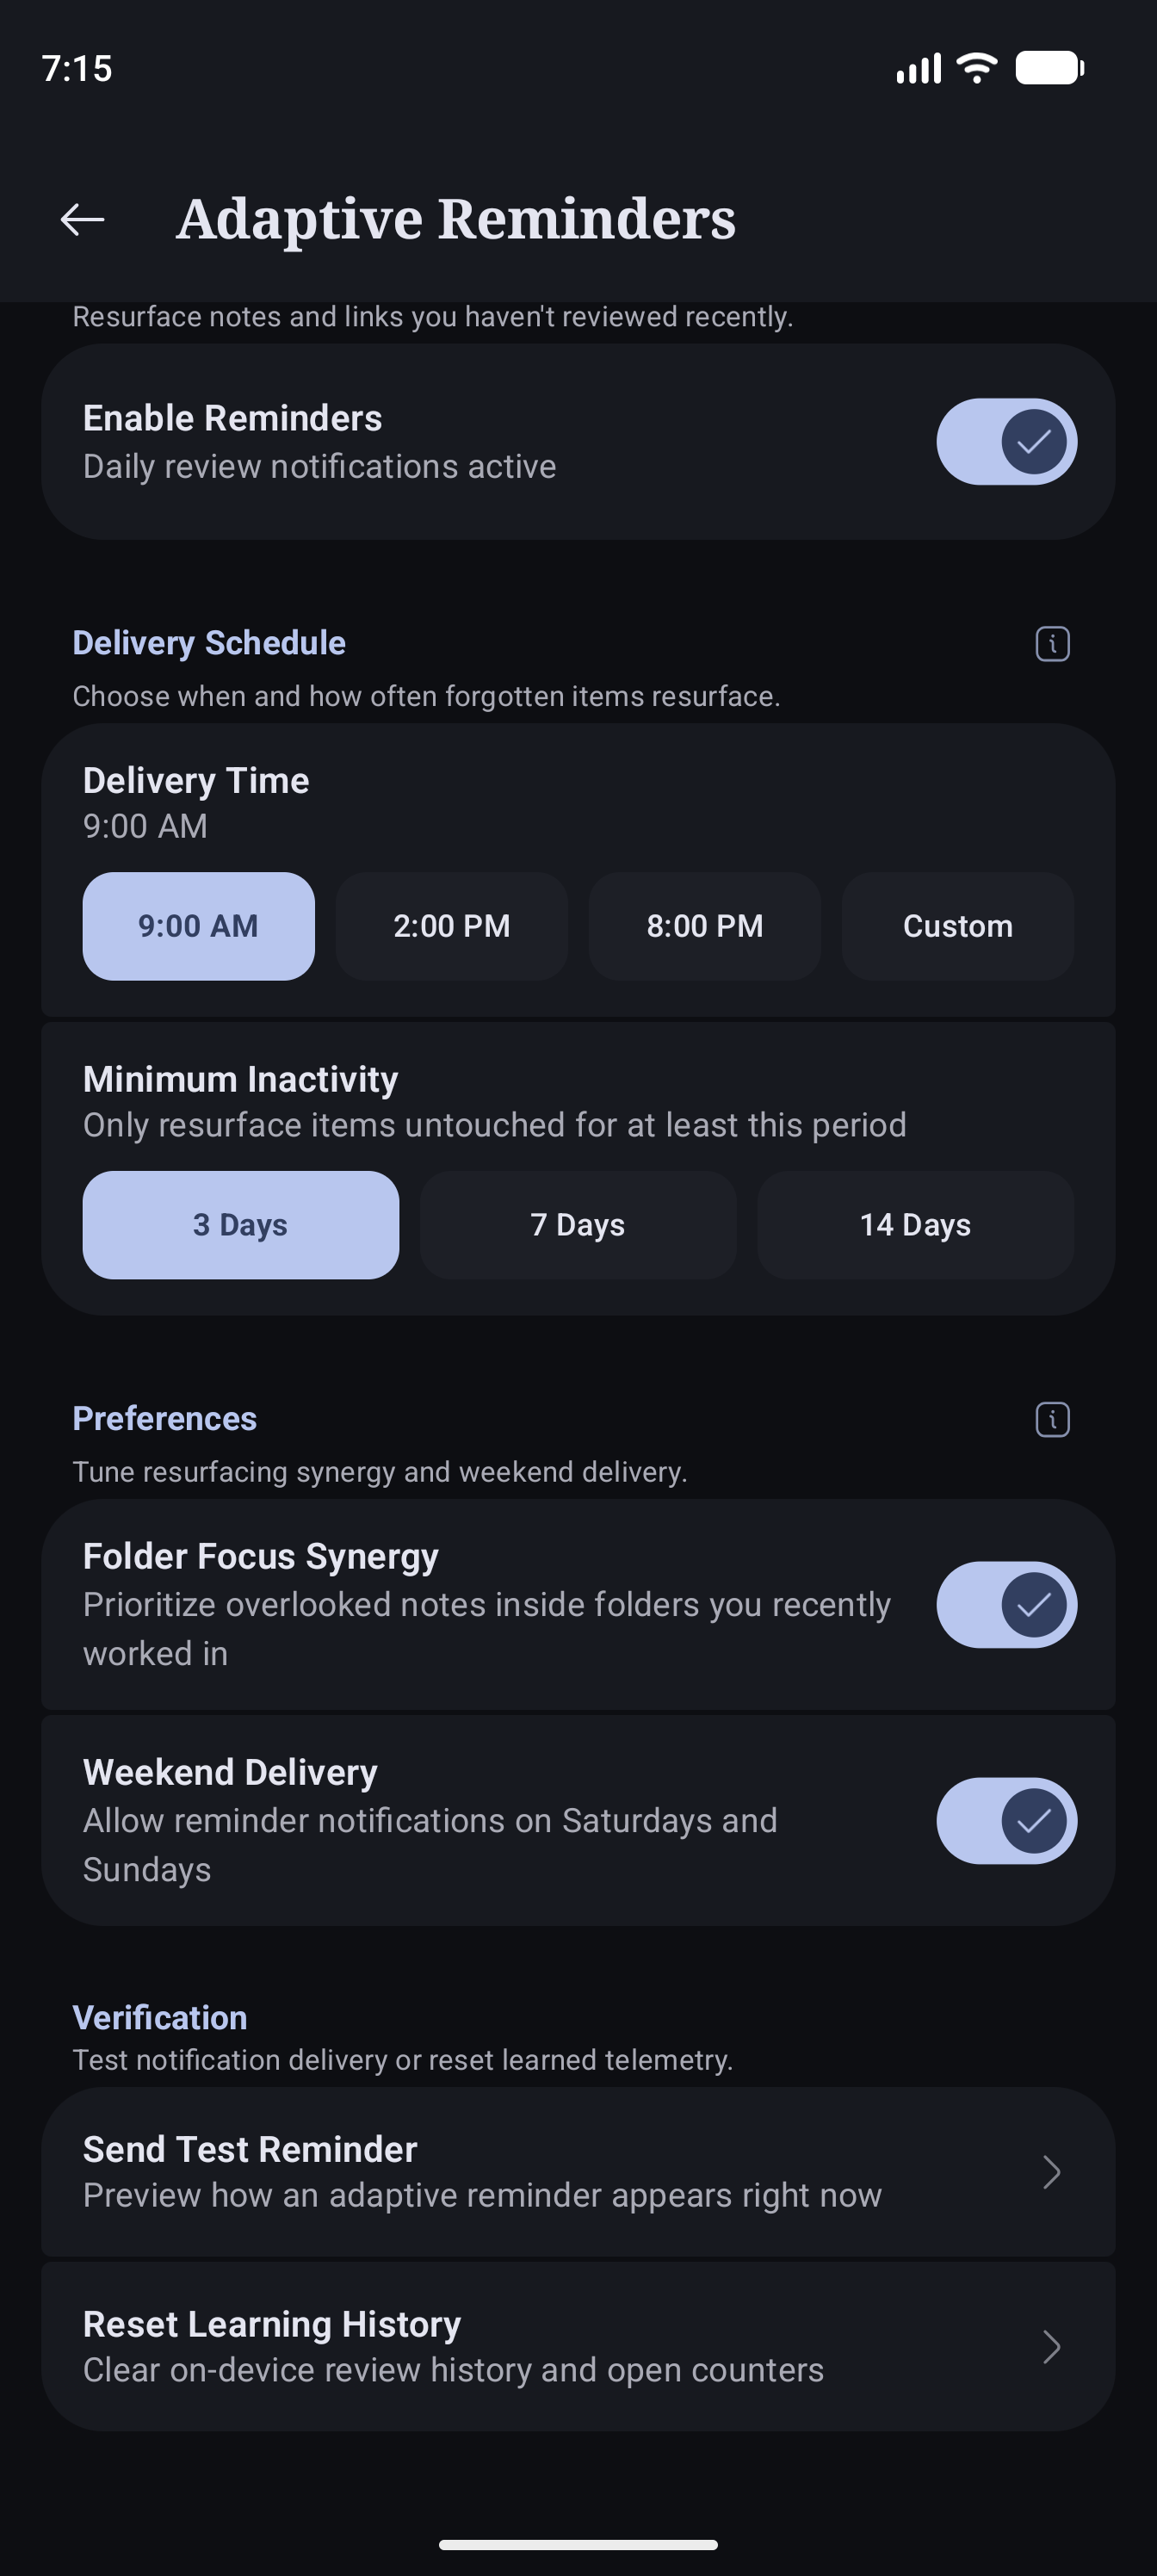 7:15
Adaptive Reminders
Resurface notes and links you haven't reviewed recently.
Enable Reminders
Daily review notifications active
Delivery Schedule
Choose when and how often forgotten items resurface.
Delivery Time
9:00 AM
9:00 AM 2:00 PM 8:00 PM Custom
Minimum Inactivity
Only resurface items untouched for at least this period
3 Days 7 Days 14 Days
Preferences
Tune resurfacing synergy and weekend delivery.
Folder Focus Synergy
Prioritize overlooked notes inside folders you recently
worked in
Weekend Delivery
Allow reminder notifications on Saturdays and
Sundays
Verification
Test notification delivery or reset learned telemetry.
Send Test Reminder
Preview how an adaptive reminder appears right now
Reset Learning History
Clear on-device review history and open counters